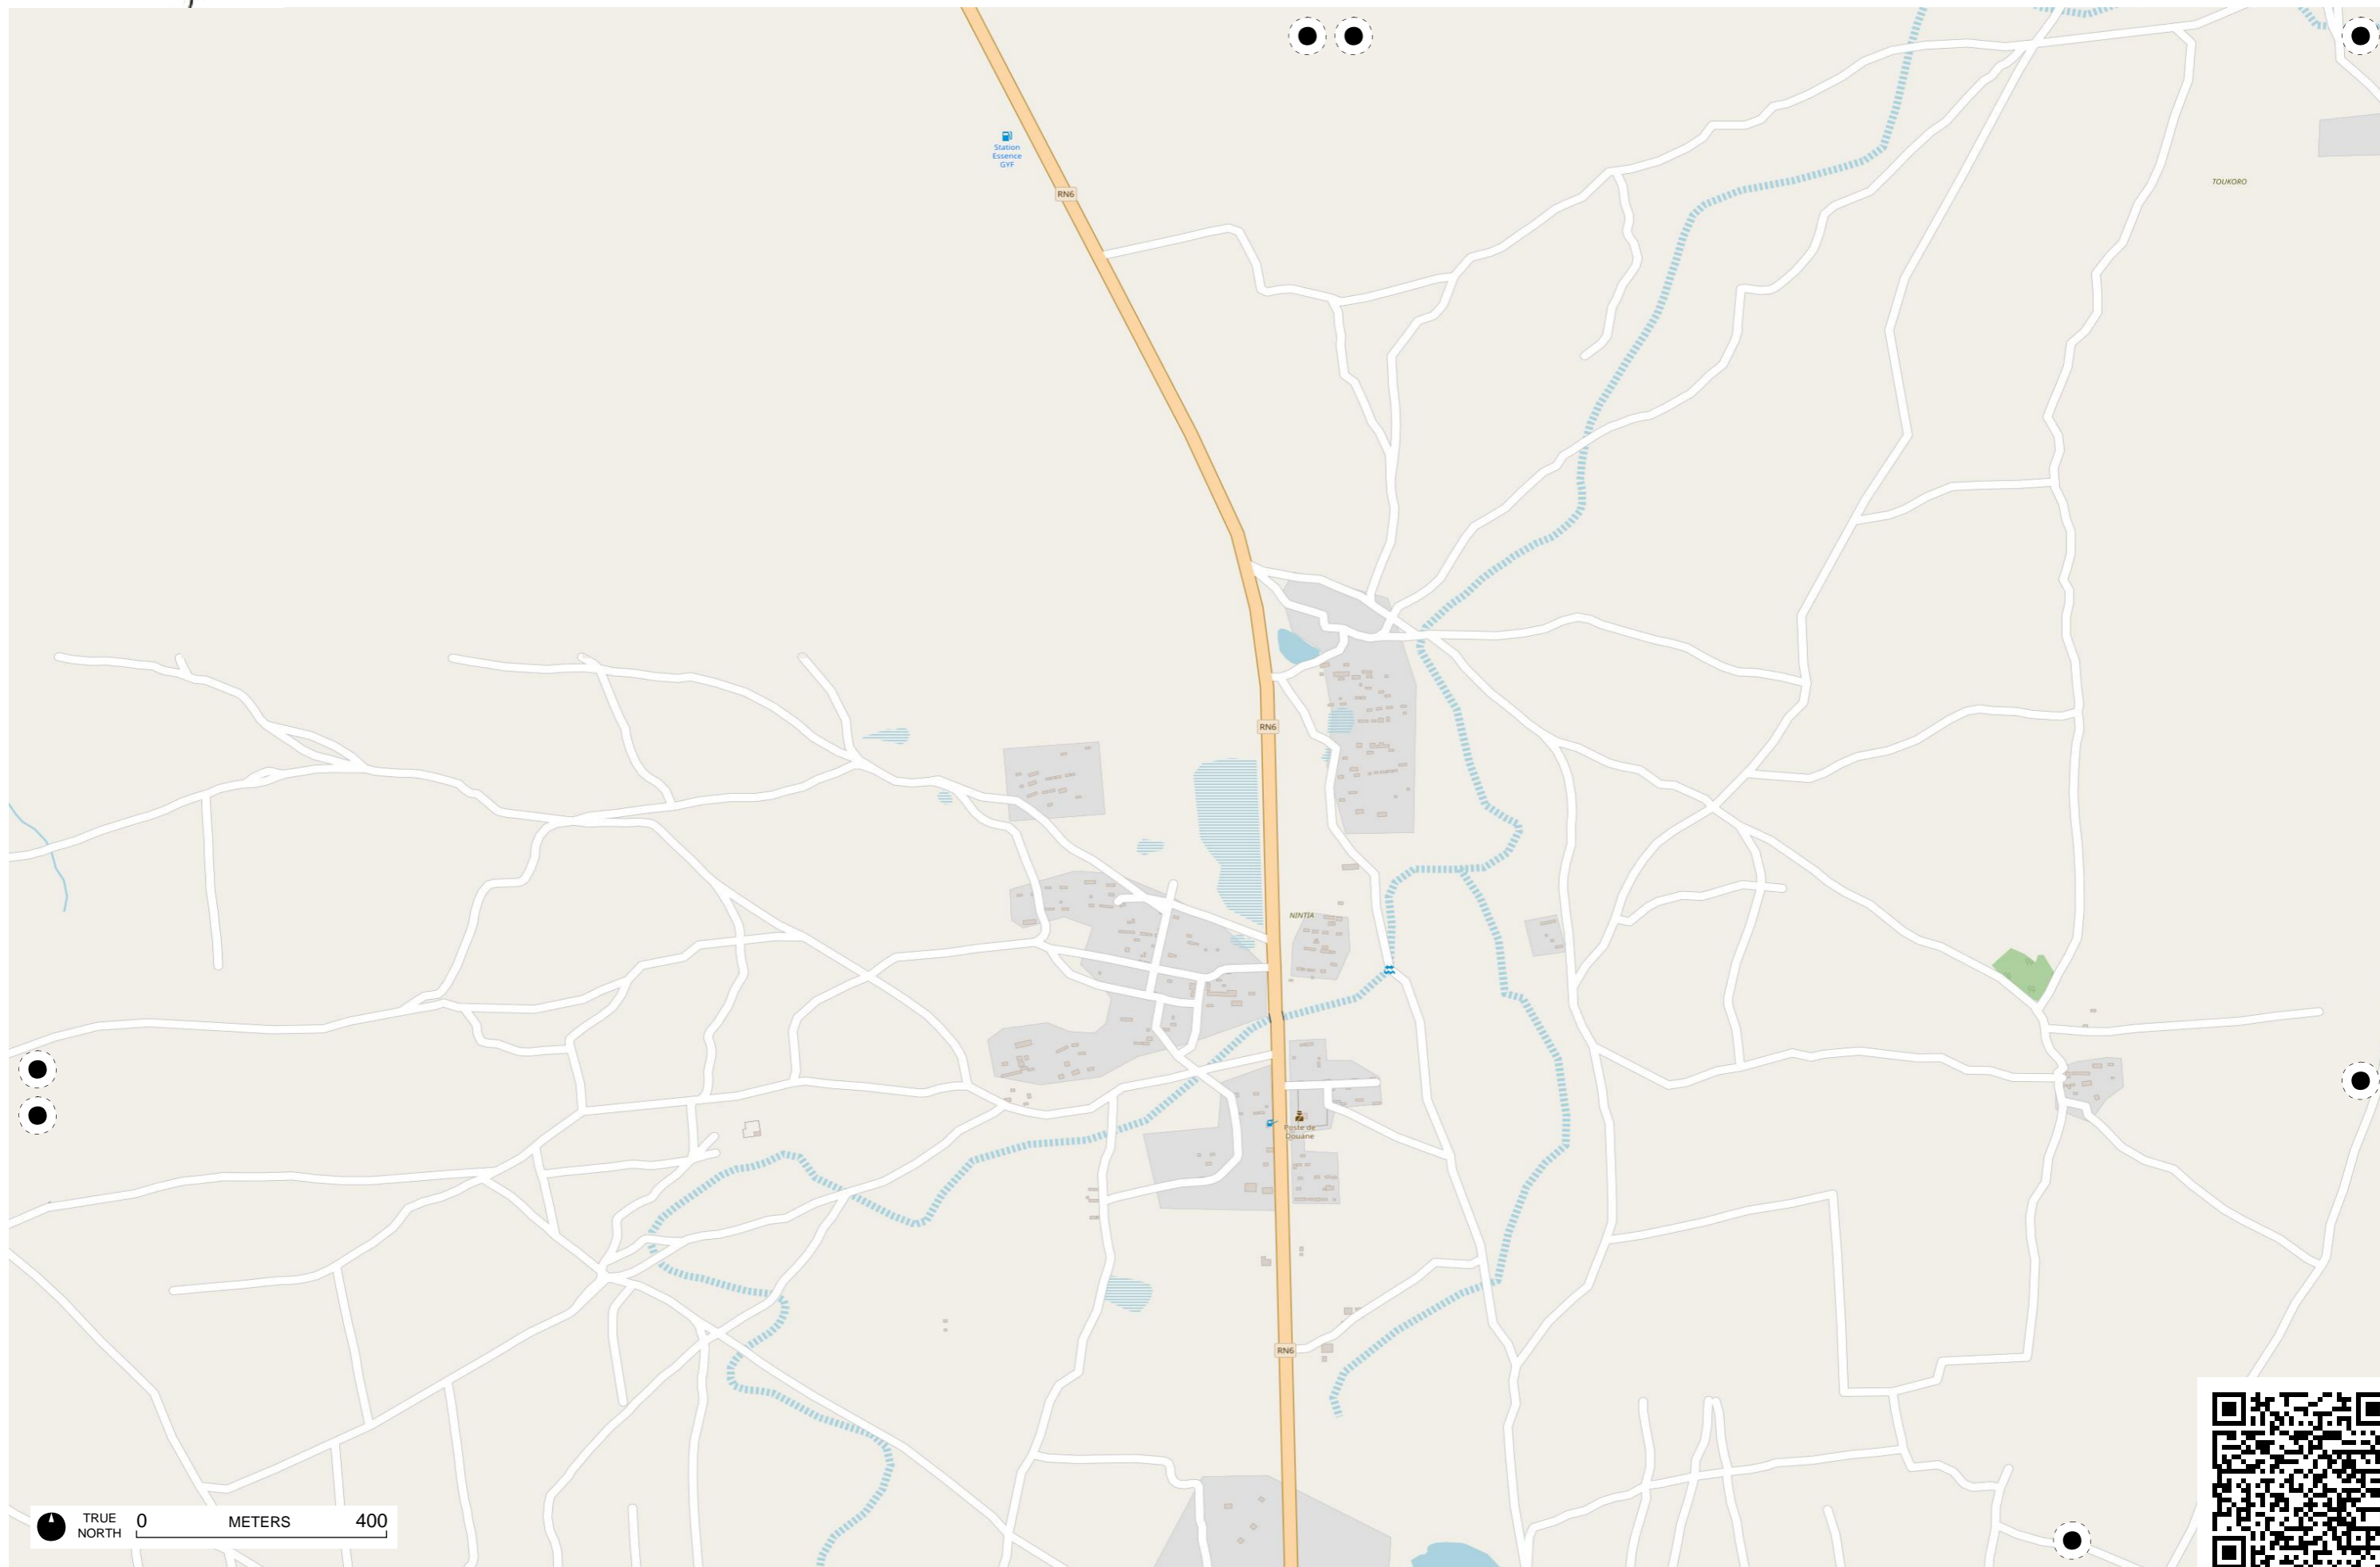 Station
Essence
GYF
RN6
TOUKORO
RN6
NINTIA
Poste de
Douane
RN6
TRUE
NORTH
0 METERS 400